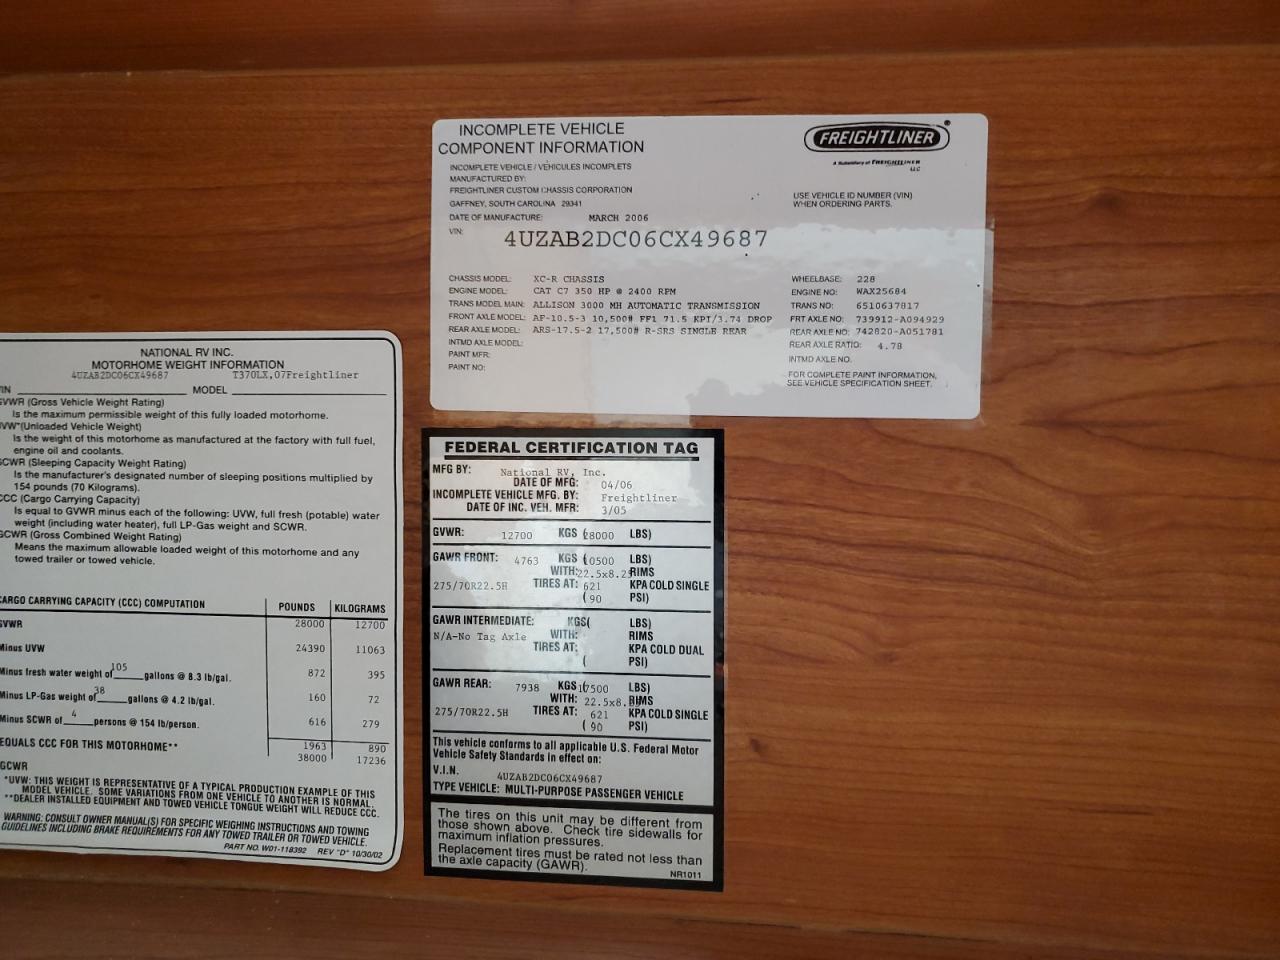 INCOMPLETE VEHICLE
COMPONENT INFORMATION
FREIGHTLINER®
A Subsidiary of FREIGHTLINER LLC
INCOMPLETE VEHICLE / VÉHICULES INCOMPLETS
MANUFACTURED BY:
FREIGHTLINER CUSTOM CHASSIS CORPORATION
GAFFNEY, SOUTH CAROLINA 29341
USE VEHICLE ID NUMBER (VIN)
WHEN ORDERING PARTS.
DATE OF MANUFACTURE: MARCH 2006
VIN: 4UZAB2DC06CX49687
CHASSIS MODEL: XC-R CHASSIS
ENGINE MODEL: CAT C7 350 HP @ 2400 RPM
TRANS MODEL MAIN: ALLISON 3000 MH AUTOMATIC TRANSMISSION
FRONT AXLE MODEL: AF-10.5-3 10,500# FF1 71.5 KPI/3.74 DROP
REAR AXLE MODEL: ARS-17.5-2 17,500# R-SRS SINGLE REAR
INTMD AXLE MODEL:
PAINT MFR:
PAINT NO:
WHEELBASE: 228
ENGINE NO: WAX25684
TRANS NO: 6510637817
FRT AXLE NO: 739912-A094929
REAR AXLE NO: 742820-A051781
REAR AXLE RATIO: 4.78
INTMD AXLE NO.
FOR COMPLETE PAINT INFORMATION,
SEE VEHICLE SPECIFICATION SHEET.
NATIONAL RV INC.
MOTORHOME WEIGHT INFORMATION
4UZAB2DC06CX49687 T370LX,07Freightliner
VIN MODEL
GVWR (Gross Vehicle Weight Rating)
Is the maximum permissible weight of this fully loaded motorhome.
UVW*(Unloaded Vehicle Weight)
Is the weight of this motorhome as manufactured at the factory with full fuel,
engine oil and coolants.
SCWR (Sleeping Capacity Weight Rating)
Is the manufacturer's designated number of sleeping positions multiplied by
154 pounds (70 Kilograms).
CCC (Cargo Carrying Capacity)
Is equal to GVWR minus each of the following: UVW, full fresh (potable) water
weight (including water heater), full LP-Gas weight and SCWR.
GCWR (Gross Combined Weight Rating)
Means the maximum allowable loaded weight of this motorhome and any
towed trailer or towed vehicle.
CARGO CARRYING CAPACITY (CCC) COMPUTATION POUNDS KILOGRAMS
GVWR 28000 12700
Minus UVW 24390 11063
Minus fresh water weight of 105 gallons @ 8.3 lb/gal. 872 395
Minus LP-Gas weight of 38 gallons @ 4.2 lb/gal. 160 72
Minus SCWR of 4 persons @ 154 lb/person. 616 279
EQUALS CCC FOR THIS MOTORHOME** 1963 890
GCWR 38000 17236
*UVW: THIS WEIGHT IS REPRESENTATIVE OF A TYPICAL PRODUCTION EXAMPLE OF THIS
MODEL VEHICLE. SOME VARIATIONS FROM ONE VEHICLE TO ANOTHER IS NORMAL.
**DEALER INSTALLED EQUIPMENT AND TOWED VEHICLE TONGUE WEIGHT WILL REDUCE CCC.
WARNING: CONSULT OWNER MANUAL(S) FOR SPECIFIC WEIGHING INSTRUCTIONS AND TOWING
GUIDELINES INCLUDING BRAKE REQUIREMENTS FOR ANY TOWED TRAILER OR TOWED VEHICLE.
PART NO. W01-118392 REV "D" 10/30/02
FEDERAL CERTIFICATION TAG
MFG BY: National RV, Inc.
DATE OF MFG: 04/06
INCOMPLETE VEHICLE MFG. BY: Freightliner
DATE OF INC. VEH. MFR: 3/05
GVWR: 12700 KGS (28000 LBS)
GAWR FRONT: 4763 KGS (10500 LBS)
WITH: 22.5x8.25 RIMS
275/70R22.5H TIRES AT: 621 KPA COLD SINGLE
( 90 PSI)
GAWR INTERMEDIATE: KGS( LBS)
N/A-No Tag Axle WITH: RIMS
TIRES AT: KPA COLD DUAL
( PSI)
GAWR REAR: 7938 KGS (17500 LBS)
WITH: 22.5x8. RIMS
275/70R22.5H TIRES AT: 621 KPA COLD SINGLE
( 90 PSI)
This vehicle conforms to all applicable U.S. Federal Motor
Vehicle Safety Standards in effect on:
V.I.N. 4UZAB2DC06CX49687
TYPE VEHICLE: MULTI-PURPOSE PASSENGER VEHICLE
The tires on this unit may be different from
those shown above. Check tire sidewalls for
maximum inflation pressures.
Replacement tires must be rated not less than
the axle capacity (GAWR).
NR1011